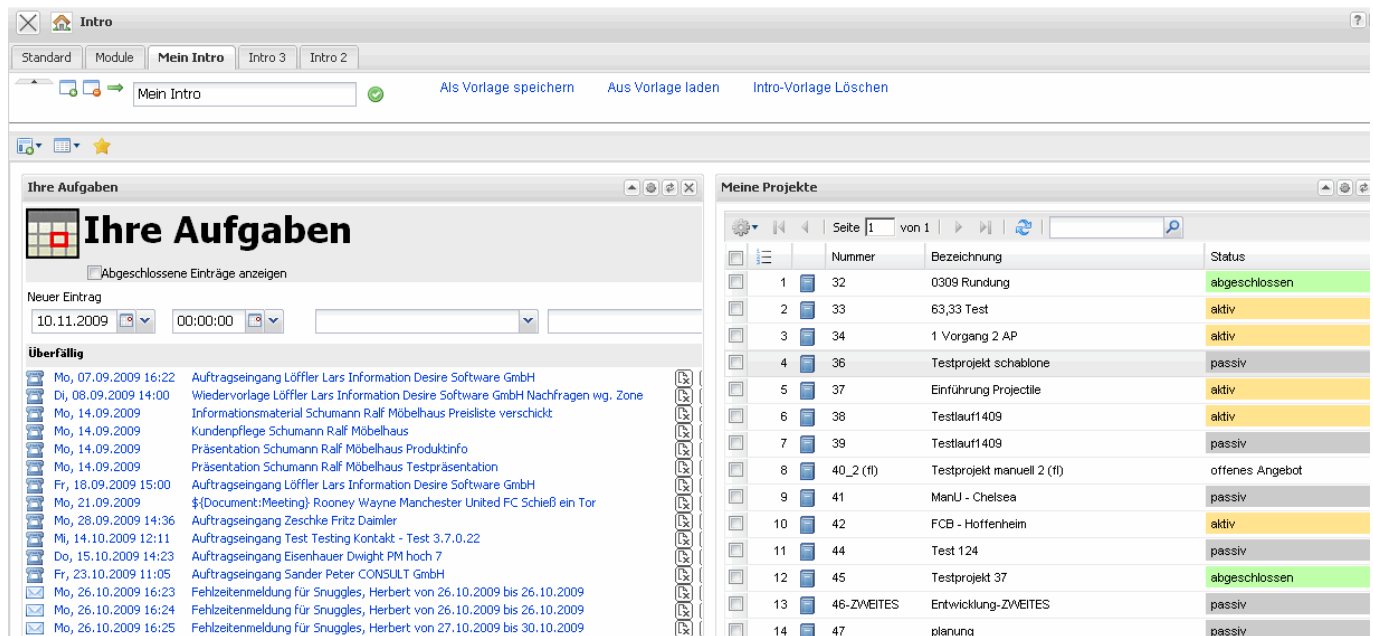 Intro
?
Standard Module Mein Intro Intro 3 Intro 2
Mein Intro Als Vorlage speichern Aus Vorlage laden Intro-Vorlage Löschen
Ihre Aufgaben
Ihre Aufgaben
Abgeschlossene Einträge anzeigen
Neuer Eintrag
10.11.2009 00:00:00
Überfällig
Mo, 07.09.2009 16:22 Auftragseingang Löffler Lars Information Desire Software GmbH
Di, 08.09.2009 14:00 Wiedervorlage Löffler Lars Information Desire Software GmbH Nachfragen wg. Zone
Mo, 14.09.2009 Informationsmaterial Schumann Ralf Möbelhaus Preisliste verschickt
Mo, 14.09.2009 Kundenpflege Schumann Ralf Möbelhaus
Mo, 14.09.2009 Präsentation Schumann Ralf Möbelhaus Produktinfo
Mo, 14.09.2009 Präsentation Schumann Ralf Möbelhaus Testpräsentation
Fr, 18.09.2009 15:00 Auftragseingang Löffler Lars Information Desire Software GmbH
Mo, 21.09.2009 ${Document:Meeting} Rooney Wayne Manchester United FC Schieß ein Tor
Mo, 28.09.2009 14:36 Auftragseingang Zeschke Fritz Daimler
Mi, 14.10.2009 12:11 Auftragseingang Test Testing Kontakt - Test 3.7.0.22
Do, 15.10.2009 14:23 Auftragseingang Eisenhauer Dwight PM hoch 7
Fr, 23.10.2009 11:05 Auftragseingang Sander Peter CONSULT GmbH
Mo, 26.10.2009 16:23 Fehlzeitenmeldung für Snuggles, Herbert von 26.10.2009 bis 26.10.2009
Mo, 26.10.2009 16:24 Fehlzeitenmeldung für Snuggles, Herbert von 26.10.2009 bis 26.10.2009
Mo, 26.10.2009 16:25 Fehlzeitenmeldung für Snuggles, Herbert von 27.10.2009 bis 30.10.2009
Meine Projekte
Seite 1 von 1
Nummer Bezeichnung Status
1 32 0309 Rundung abgeschlossen
2 33 63,33 Test aktiv
3 34 1 Vorgang 2 AP aktiv
4 36 Testprojekt schablone passiv
5 37 Einführung Projectile aktiv
6 38 Testlauf1409 aktiv
7 39 Testlauf1409 passiv
8 40_2 (fl) Testprojekt manuell 2 (fl) offenes Angebot
9 41 ManU - Chelsea passiv
10 42 FCB - Hoffenheim aktiv
11 44 Test 124 passiv
12 45 Testprojekt 37 abgeschlossen
13 46-ZWEITES Entwicklung-ZWEITES passiv
14 47 planung passiv